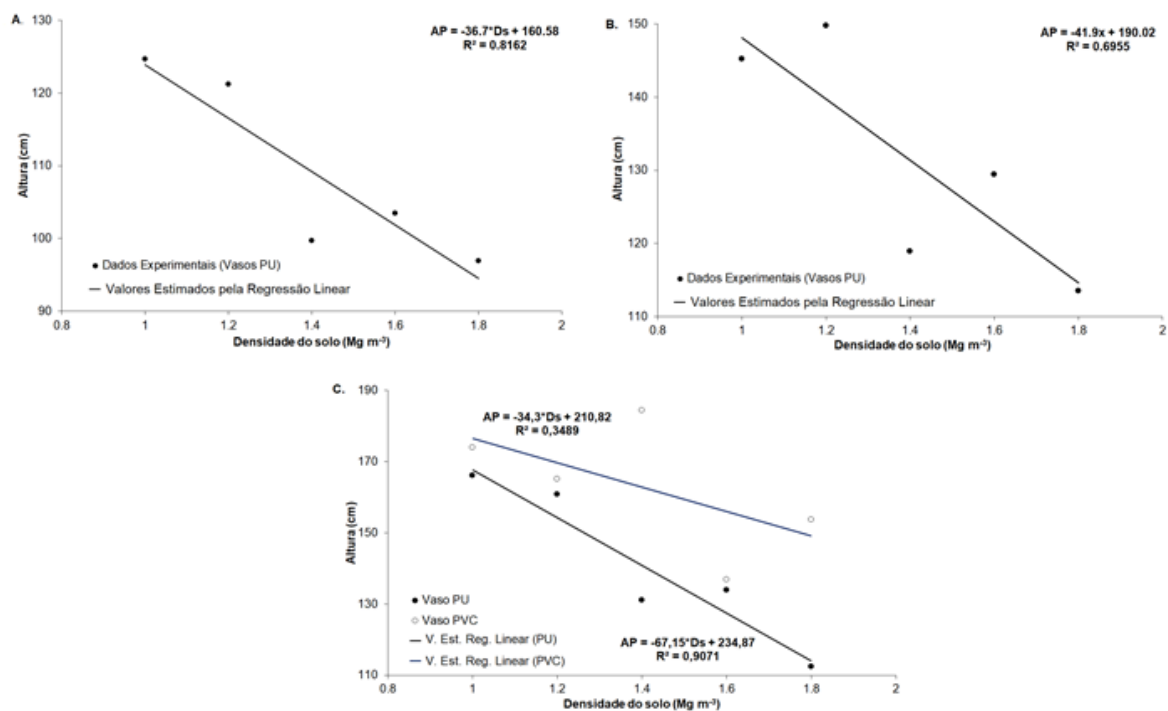 A.
130
120
110
100
90
Altura (cm)
AP = -36.7*Ds + 160.58
R² = 0.8162
Dados Experimentais (Vasos PU)
Valores Estimados pela Regressão Linear
0.8 1 1.2 1.4 1.6 1.8 2
Densidade do solo (Mg m⁻³)
B.
150
140
130
120
110
Altura (cm)
AP = -41.9x + 190.02
R² = 0.6955
Dados Experimentais (Vasos PU)
Valores Estimados pela Regressão Linear
0.8 1 1.2 1.4 1.6 1.8 2
Densidade do solo (Mg m⁻³)
C.
190
170
150
130
110
Altura (cm)
AP = -34,3*Ds + 210,82
R² = 0,3489
Vaso PU
Vaso PVC
V. Est. Reg. Linear (PU)
V. Est. Reg. Linear (PVC)
AP = -67,15*Ds + 234,87
R² = 0,9071
0.8 1 1.2 1.4 1.6 1.8 2
Densidade do solo (Mg m⁻³)